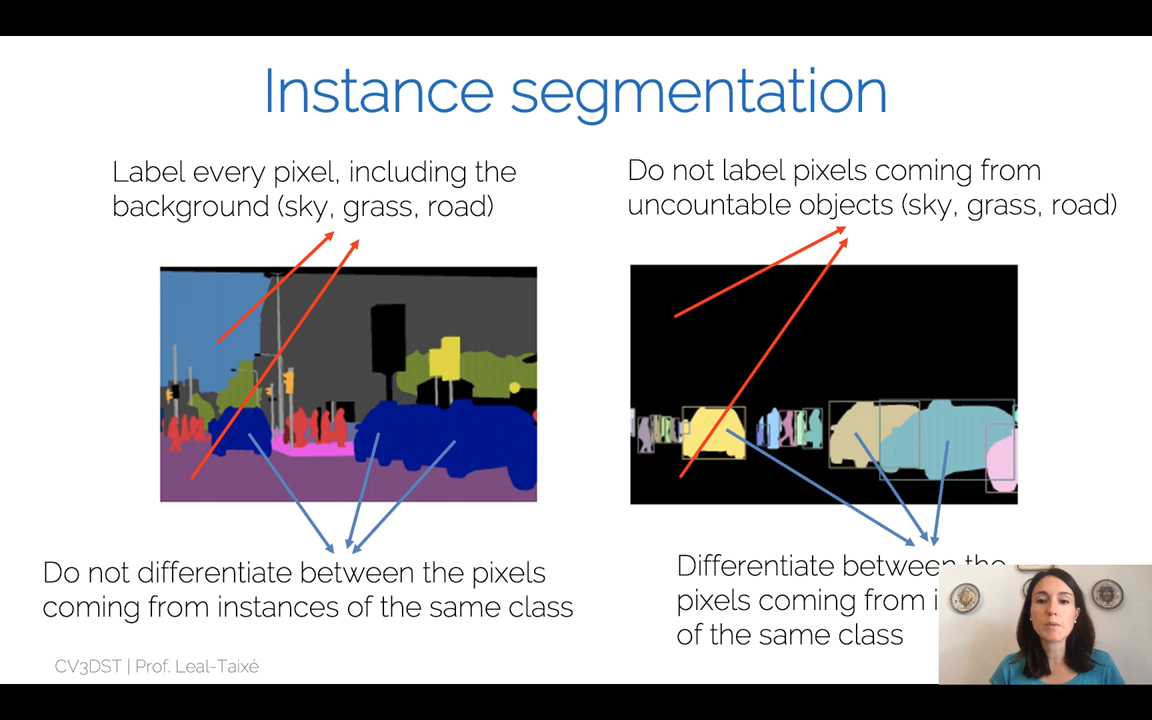 Instance segmentation
Label every pixel, including the
background (sky, grass, road)
Do not label pixels coming from
uncountable objects (sky, grass, road)
Do not differentiate between the pixels
coming from instances of the same class
Differentiate between the
pixels coming from i
of the same class
CV3DST | Prof. Leal-Taixé